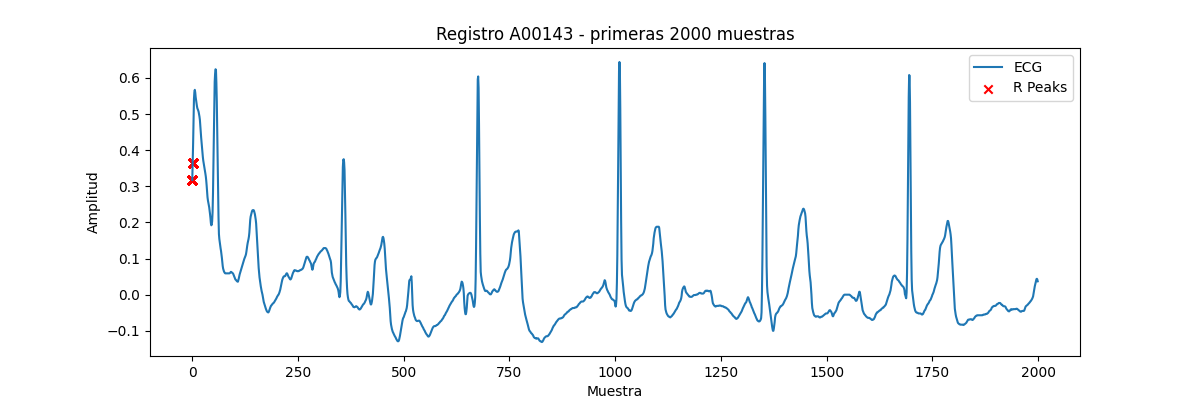 Registro A00143 - primeras 2000 muestras
ECG
R Peaks
Amplitud
0.6
0.5
0.4
0.3
0.2
0.1
0.0
−0.1
0 250 500 750 1000 1250 1500 1750 2000
Muestra